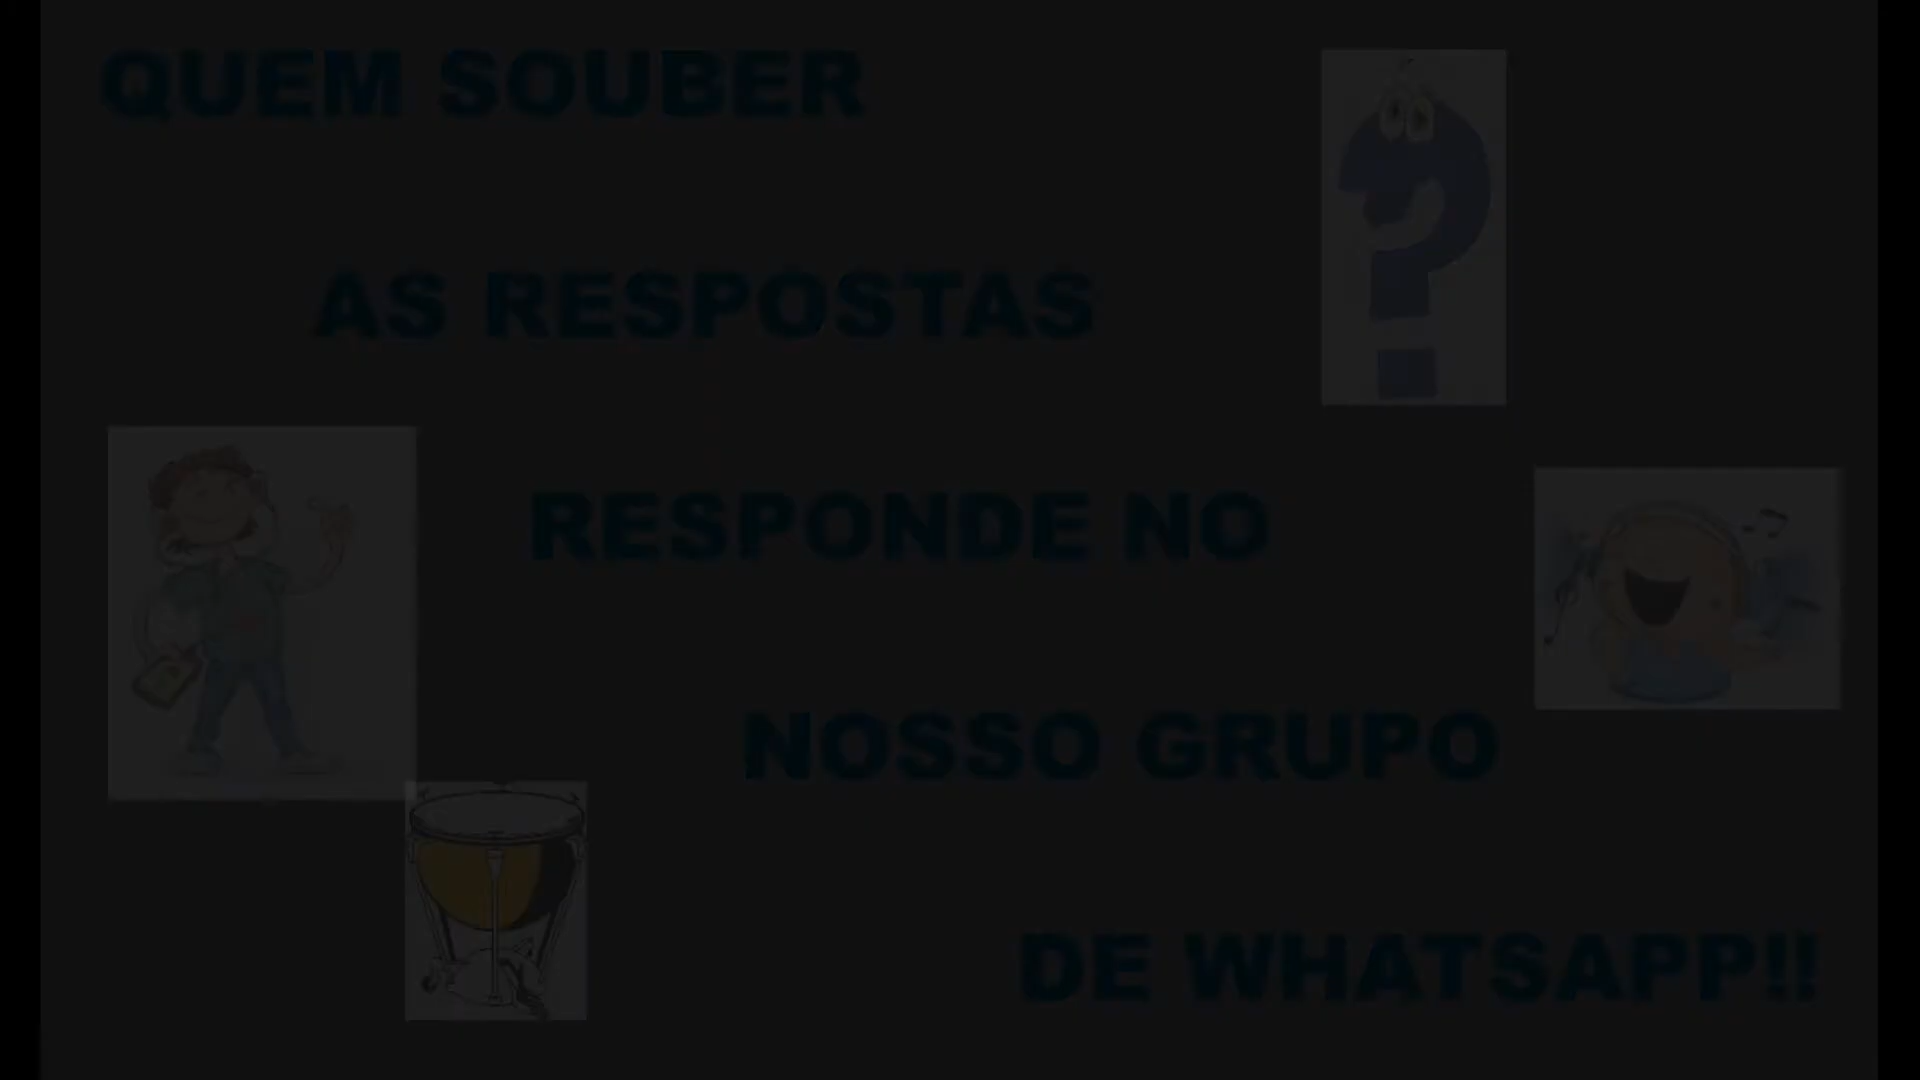 QUEM SOUBER
AS RESPOSTAS
RESPONDE NO
NOSSO GRUPO
DE WHATSAPP!!